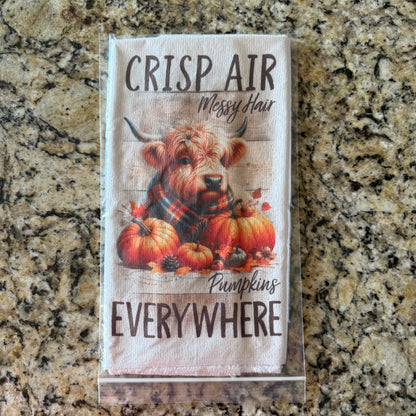 CRISP AIR
Messy Hair
Pumpkins
EVERYWHERE